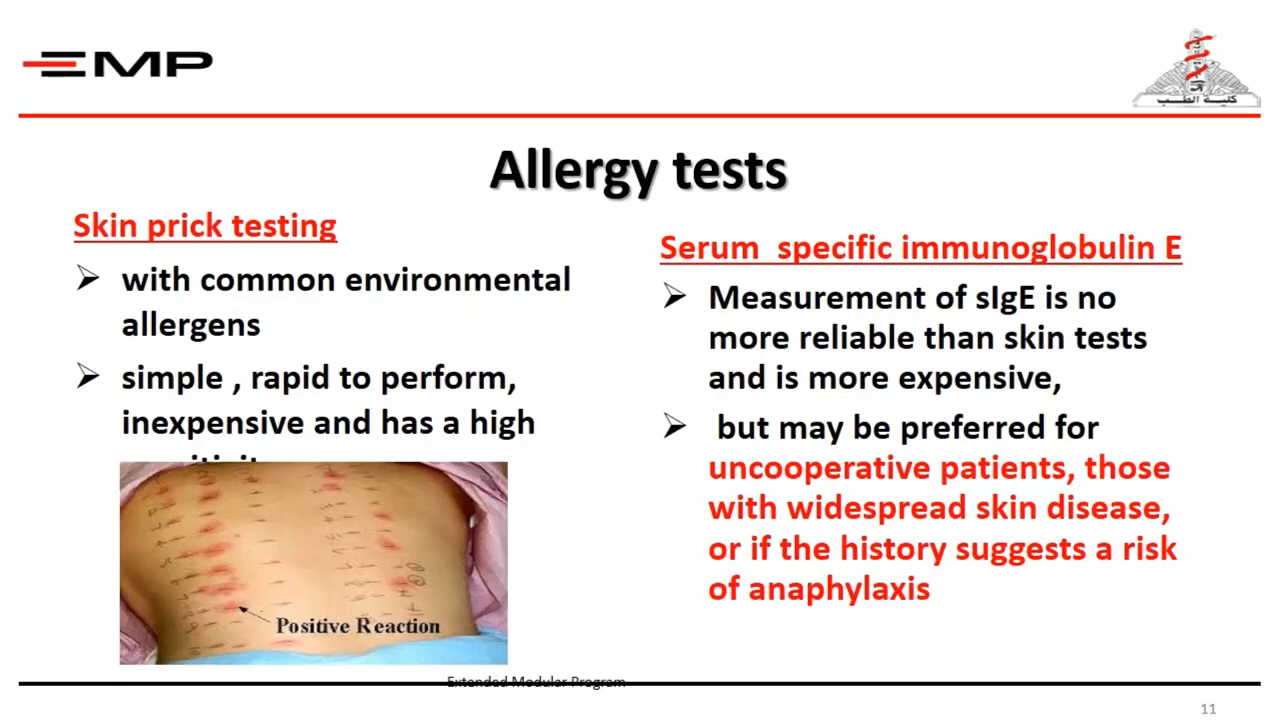 EMP
كلية الطب
Allergy tests
Skin prick testing
with common environmental
allergens
simple , rapid to perform,
inexpensive and has a high
Positive Reaction
Serum specific immunoglobulin E
Measurement of sIgE is no
more reliable than skin tests
and is more expensive,
but may be preferred for
uncooperative patients, those
with widespread skin disease,
or if the history suggests a risk
of anaphylaxis
Extended Modular Program
11